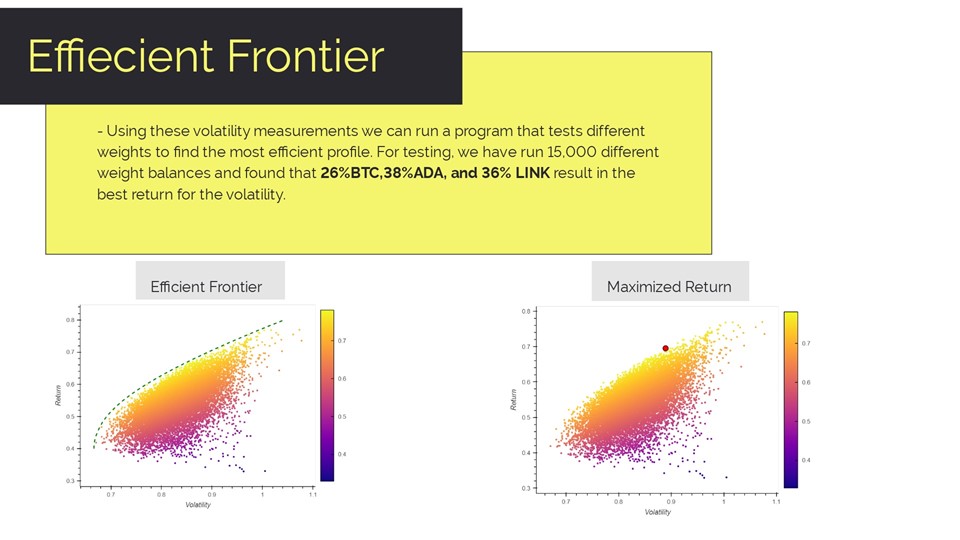 Effiecient Frontier
- Using these volatility measurements we can run a program that tests different
weights to find the most efficient profile. For testing, we have run 15,000 different
weight balances and found that 26%BTC,38%ADA, and 36% LINK result in the
best return for the volatility.
Efficient Frontier
0.8
0.7
0.6
0.5
0.4
0.3
Return
0.7
0.8
0.9
1
1.1
Volatility
0.7
0.6
0.5
0.4
Maximized Return
0.8
0.7
0.6
0.5
0.4
0.3
Return
0.7
0.8
0.9
1
1.1
Volatility
0.7
0.6
0.5
0.4